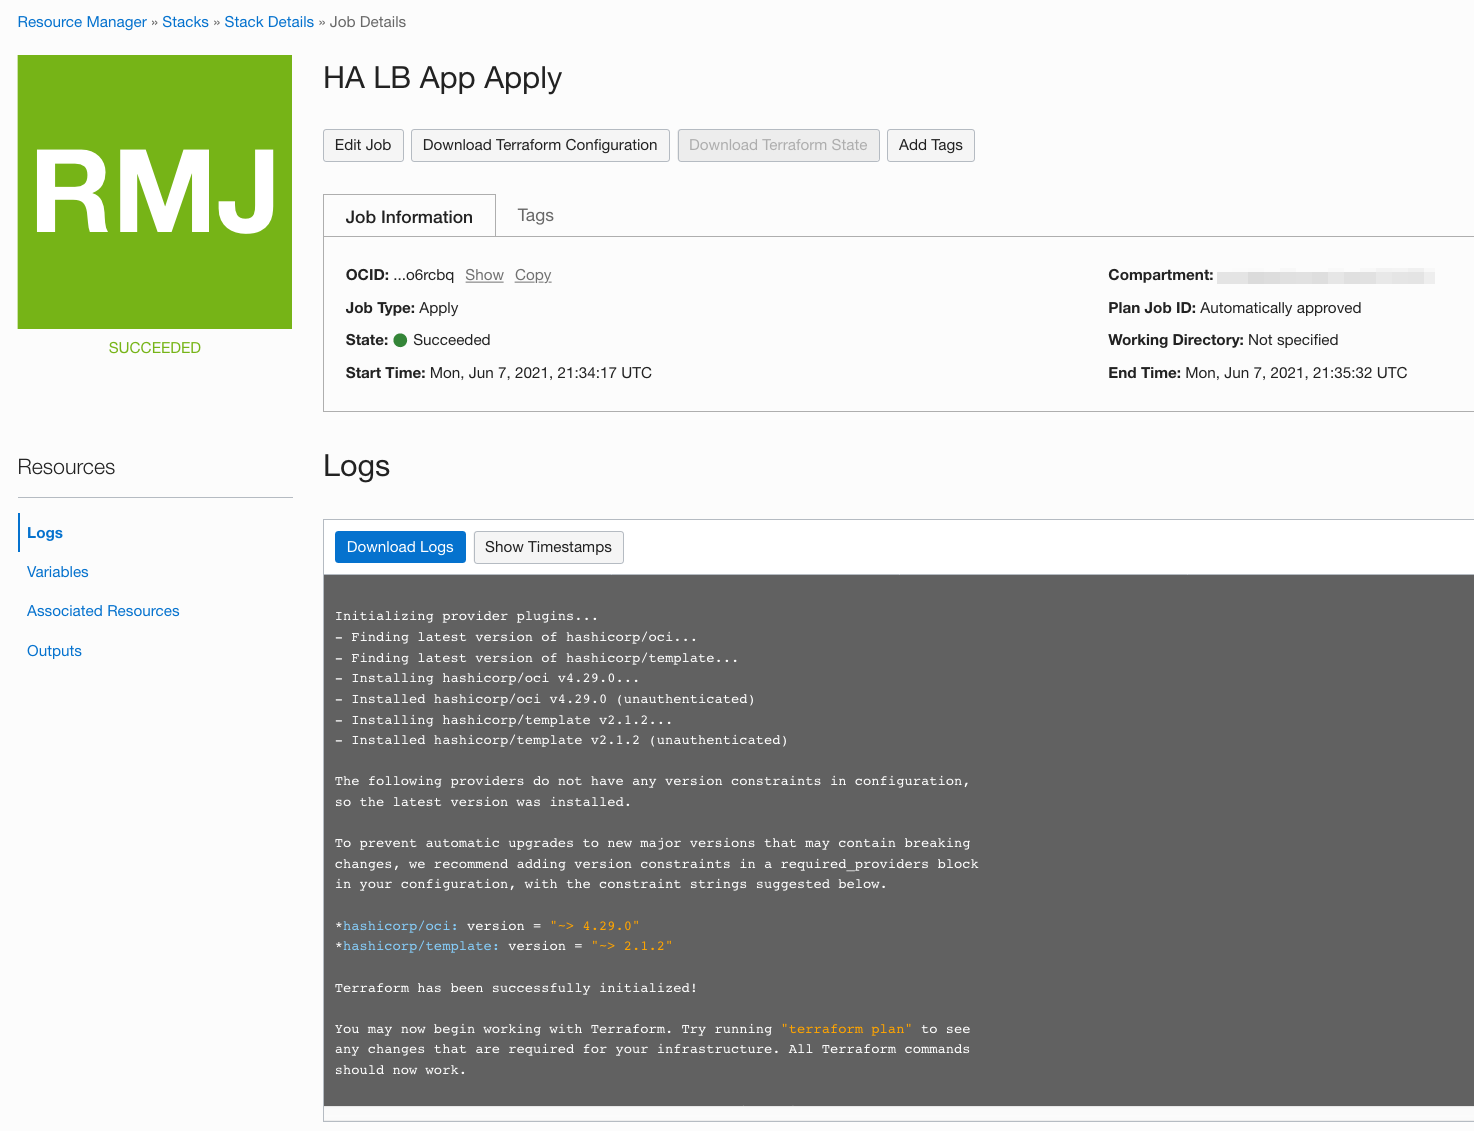 Resource Manager » Stacks » Stack Details » Job Details
RMJ
SUCCEEDED
HA LB App Apply
Edit Job Download Terraform Configuration Download Terraform State Add Tags
Job Information Tags
OCID: ...o6rcbq Show Copy
Compartment:
Job Type: Apply
Plan Job ID: Automatically approved
State: Succeeded
Working Directory: Not specified
Start Time: Mon, Jun 7, 2021, 21:34:17 UTC
End Time: Mon, Jun 7, 2021, 21:35:32 UTC
Resources
Logs
Variables
Associated Resources
Outputs
Logs
Download Logs Show Timestamps
Initializing provider plugins...
- Finding latest version of hashicorp/oci...
- Finding latest version of hashicorp/template...
- Installing hashicorp/oci v4.29.0...
- Installed hashicorp/oci v4.29.0 (unauthenticated)
- Installing hashicorp/template v2.1.2...
- Installed hashicorp/template v2.1.2 (unauthenticated)
The following providers do not have any version constraints in configuration,
so the latest version was installed.
To prevent automatic upgrades to new major versions that may contain breaking
changes, we recommend adding version constraints in a required_providers block
in your configuration, with the constraint strings suggested below.
*hashicorp/oci: version = "~> 4.29.0"
*hashicorp/template: version = "~> 2.1.2"
Terraform has been successfully initialized!
You may now begin working with Terraform. Try running "terraform plan" to see
any changes that are required for your infrastructure. All Terraform commands
should now work.